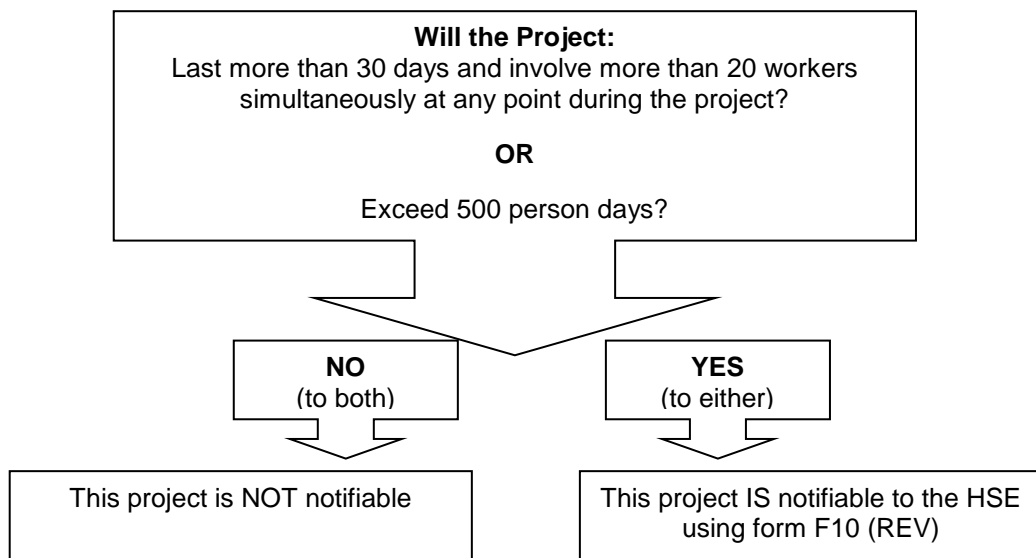 Will the Project:
Last more than 30 days and involve more than 20 workers
simultaneously at any point during the project?
OR
Exceed 500 person days?
NO
(to both)
YES
(to either)
This project is NOT notifiable
This project IS notifiable to the HSE
using form F10 (REV)